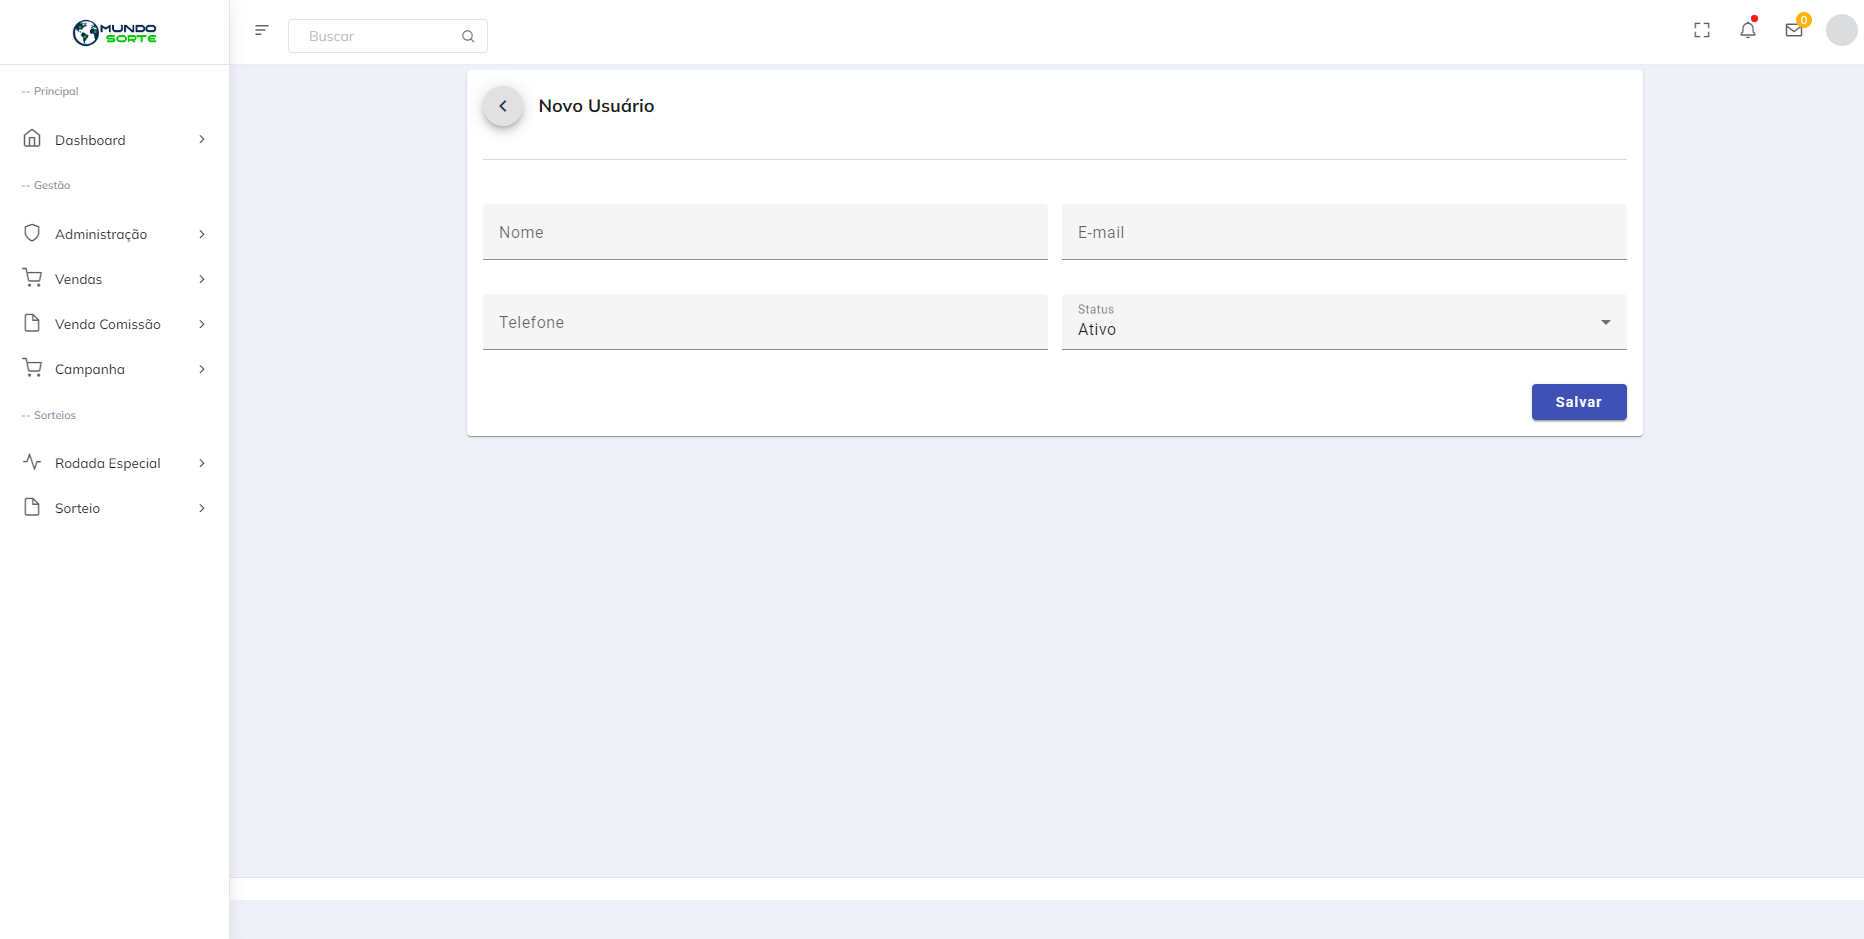 MUNDO
SORTE
Buscar
0
-- Principal
Dashboard
-- Gestão
Administração
Vendas
Venda Comissão
Campanha
-- Sorteios
Rodada Especial
Sorteio
Novo Usuário
Nome
E-mail
Telefone
Status
Ativo
Salvar